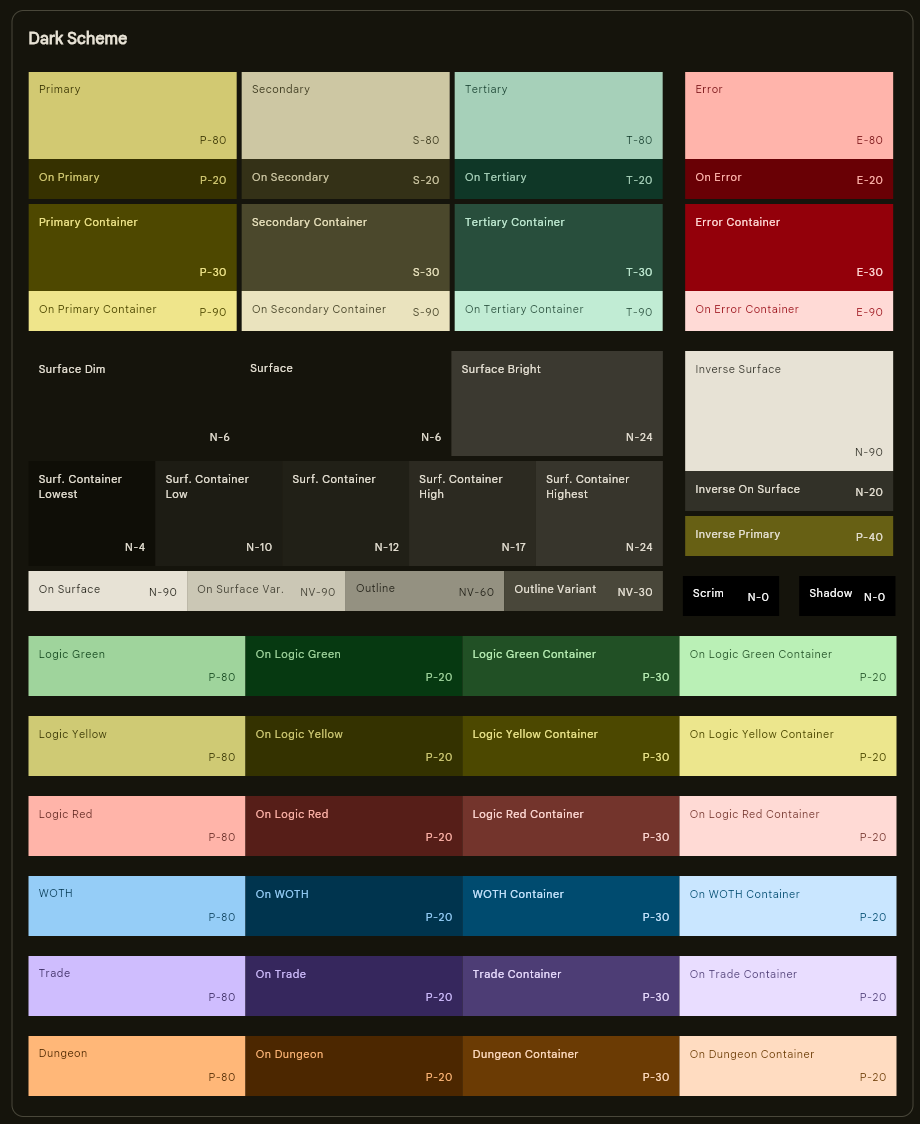 Dark Scheme
Primary
P-80
Secondary
S-80
Tertiary
T-80
Error
E-80
On Primary
P-20
On Secondary
S-20
On Tertiary
T-20
On Error
E-20
Primary Container
P-30
Secondary Container
S-30
Tertiary Container
T-30
Error Container
E-30
On Primary Container
P-90
On Secondary Container
S-90
On Tertiary Container
T-90
On Error Container
E-90
Surface Dim
N-6
Surface
N-6
Surface Bright
N-24
Inverse Surface
N-90
Surf. Container
Lowest
N-4
Surf. Container
Low
N-10
Surf. Container
N-12
Surf. Container
High
N-17
Surf. Container
Highest
N-24
Inverse On Surface
N-20
Inverse Primary
P-40
On Surface
N-90
On Surface Var.
NV-90
Outline
NV-60
Outline Variant
NV-30
Scrim
N-0
Shadow
N-0
Logic Green
P-80
On Logic Green
P-20
Logic Green Container
P-30
On Logic Green Container
P-20
Logic Yellow
P-80
On Logic Yellow
P-20
Logic Yellow Container
P-30
On Logic Yellow Container
P-20
Logic Red
P-80
On Logic Red
P-20
Logic Red Container
P-30
On Logic Red Container
P-20
WOTH
P-80
On WOTH
P-20
WOTH Container
P-30
On WOTH Container
P-20
Trade
P-80
On Trade
P-20
Trade Container
P-30
On Trade Container
P-20
Dungeon
P-80
On Dungeon
P-20
Dungeon Container
P-30
On Dungeon Container
P-20